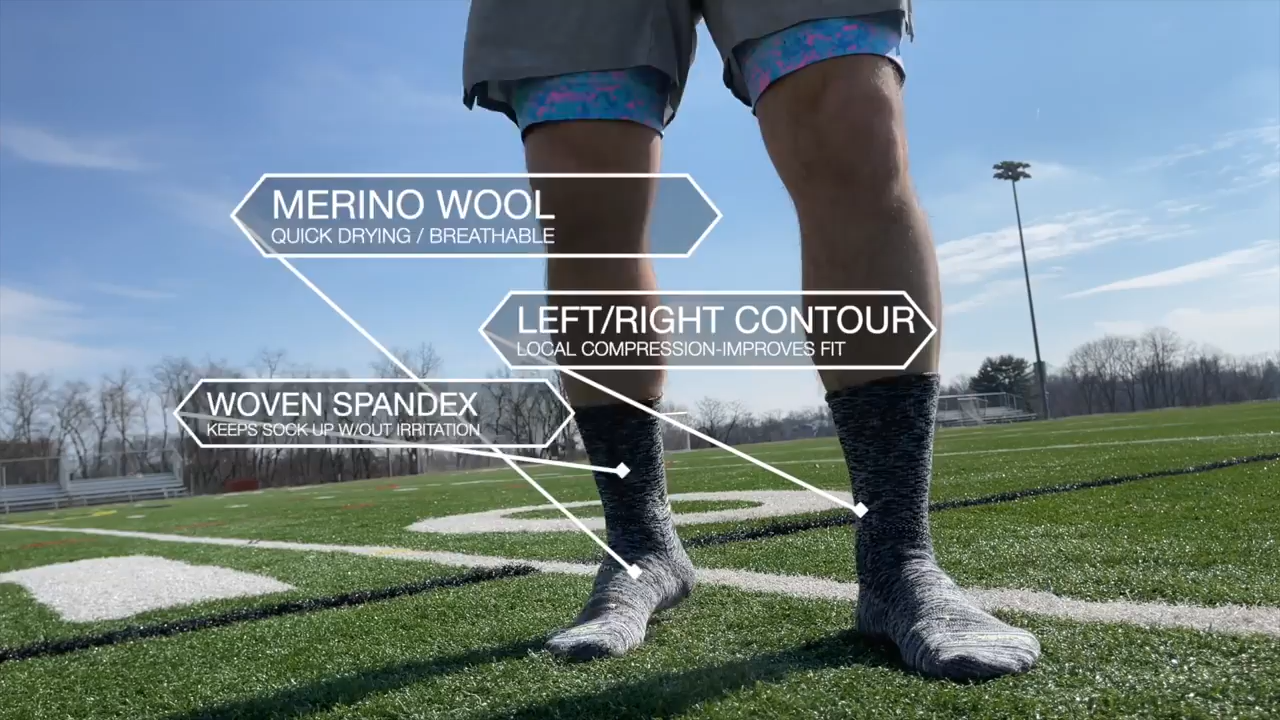 MERINO WOOL
QUICK DRYING / BREATHABLE
LEFT/RIGHT CONTOUR
LOCAL COMPRESSION-IMPROVES FIT
WOVEN SPANDEX
KEEPS SOCK UP W/OUT IRRITATION